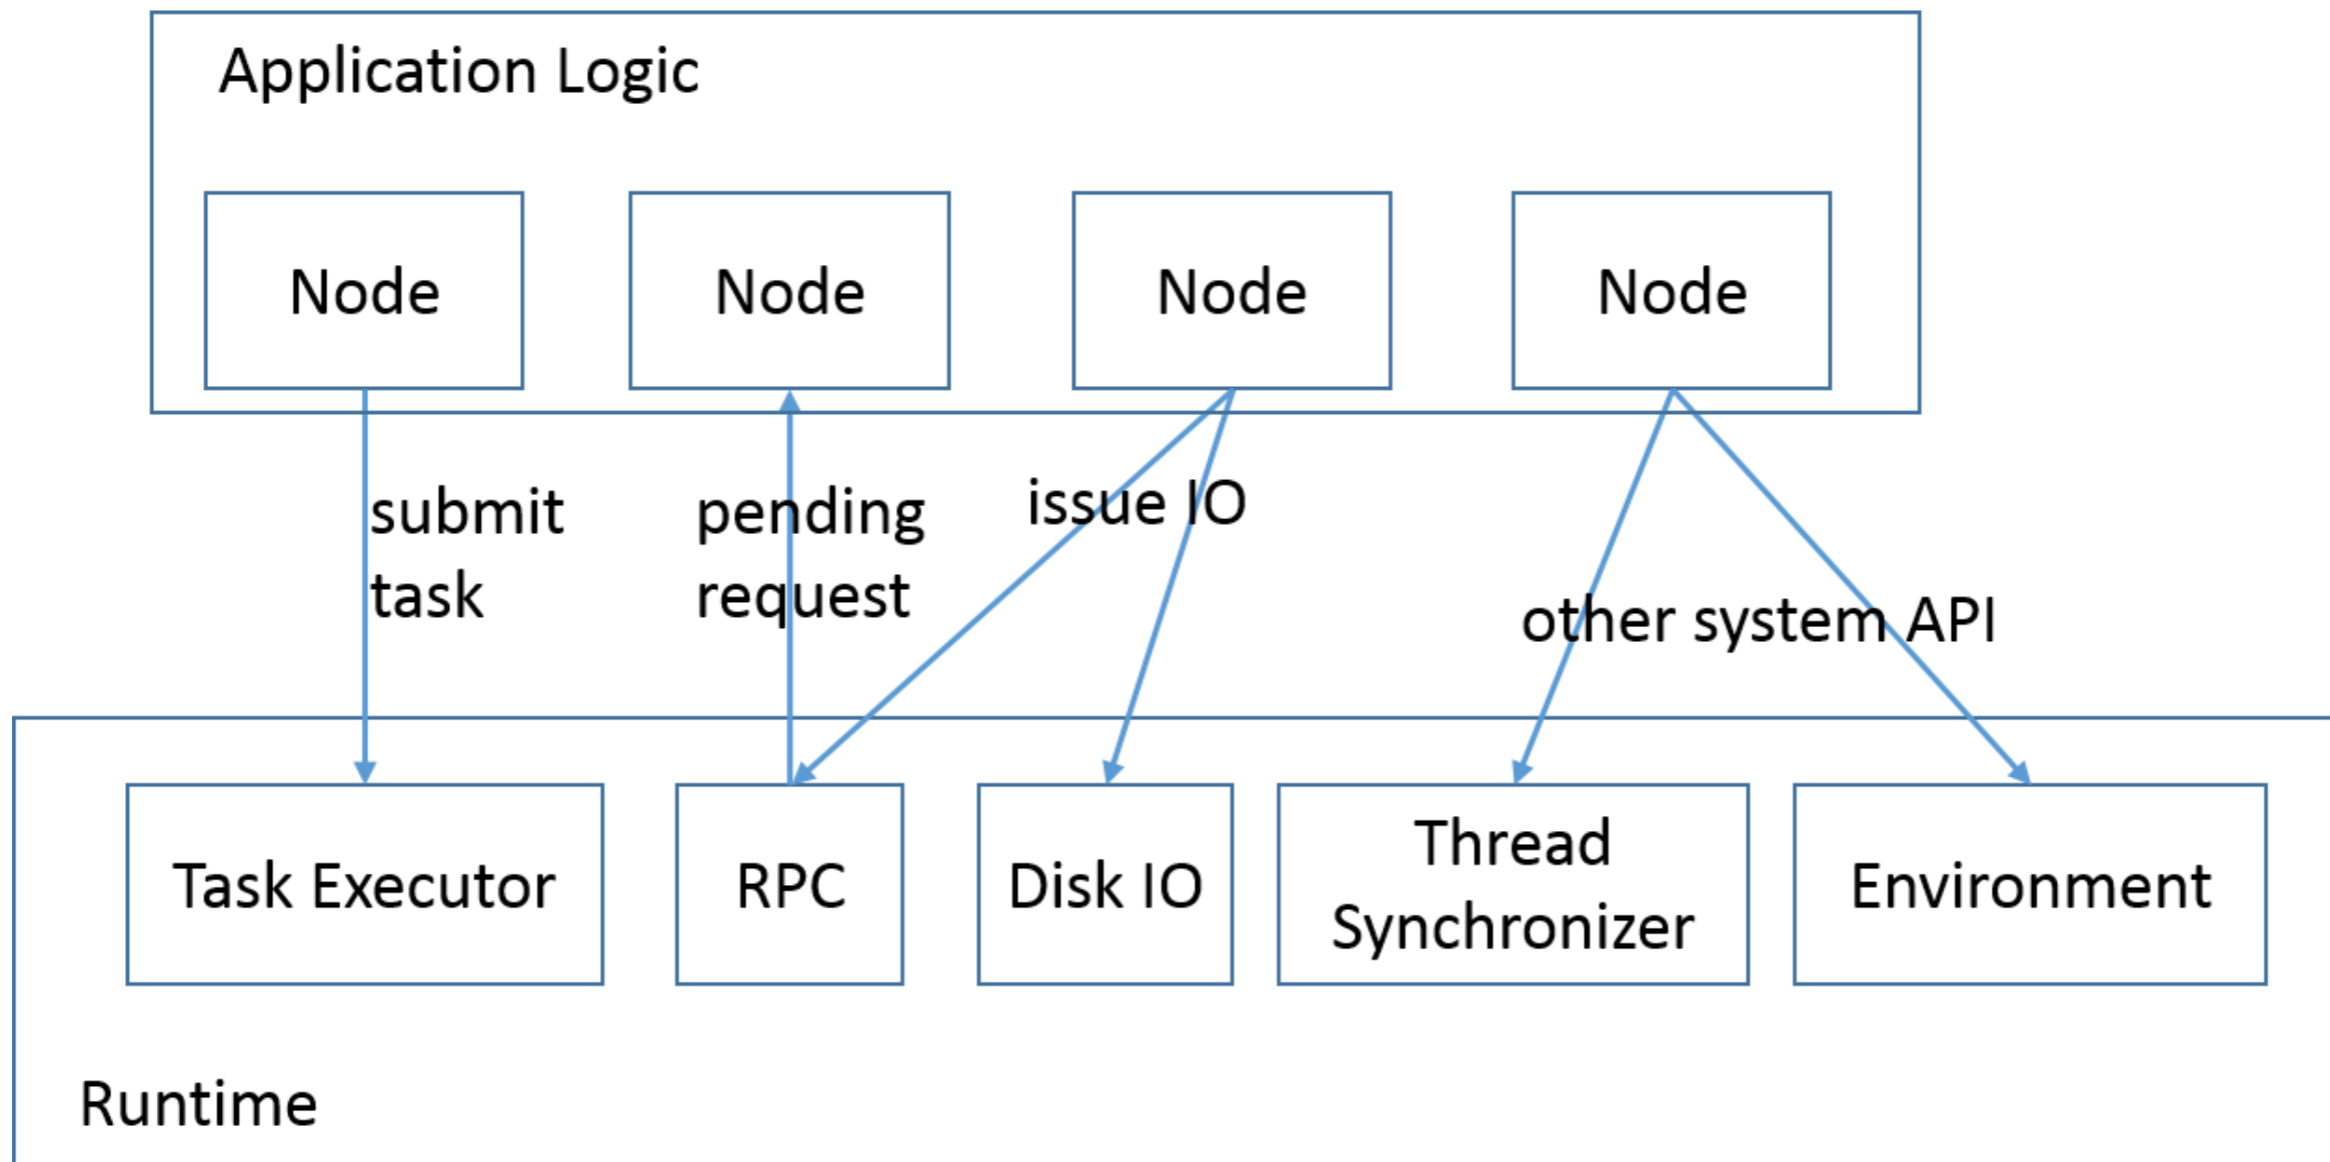 Application Logic
Node
Node
Node
Node
submit
task
pending
request
issue IO
other system API
Task Executor
RPC
Disk IO
Thread
Synchronizer
Environment
Runtime